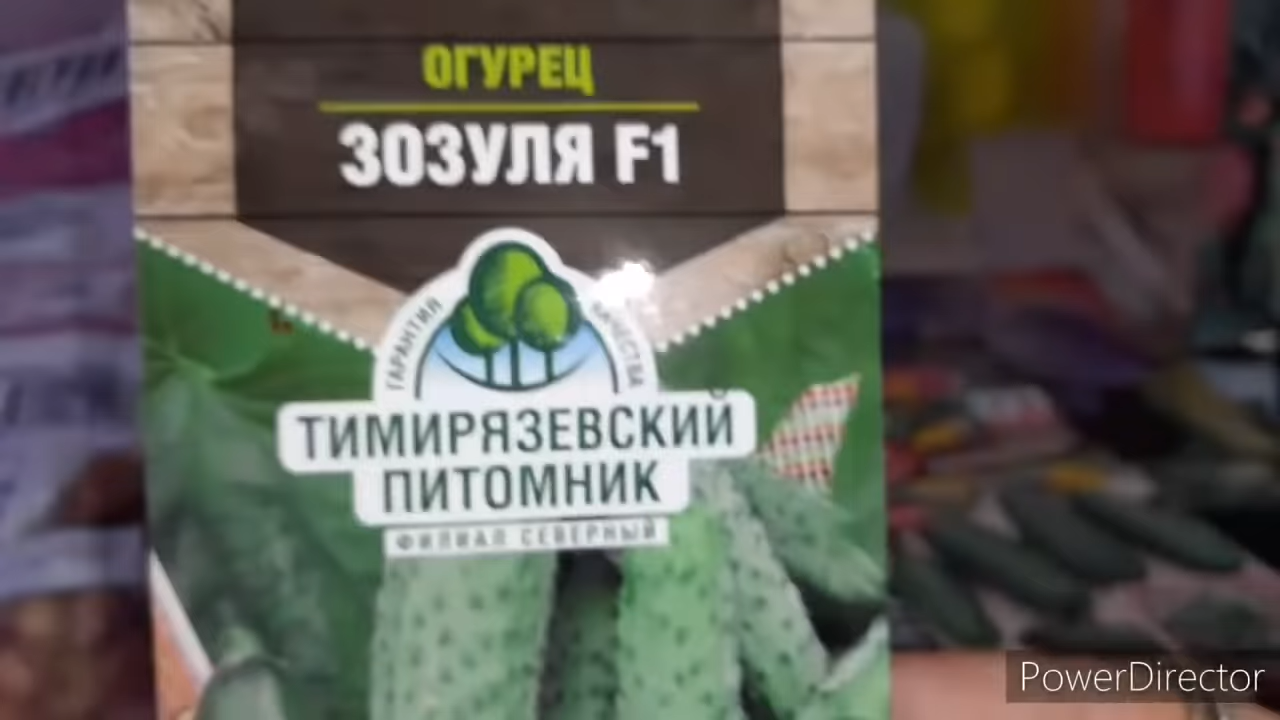 ОГУРЕЦ
ЗОЗУЛЯ F1
ГАРАНТИЯ КАЧЕСТВА
ТИМИРЯЗЕВСКИЙ
ПИТОМНИК
ФИЛИАЛ СЕВЕРНЫЙ
PowerDirector